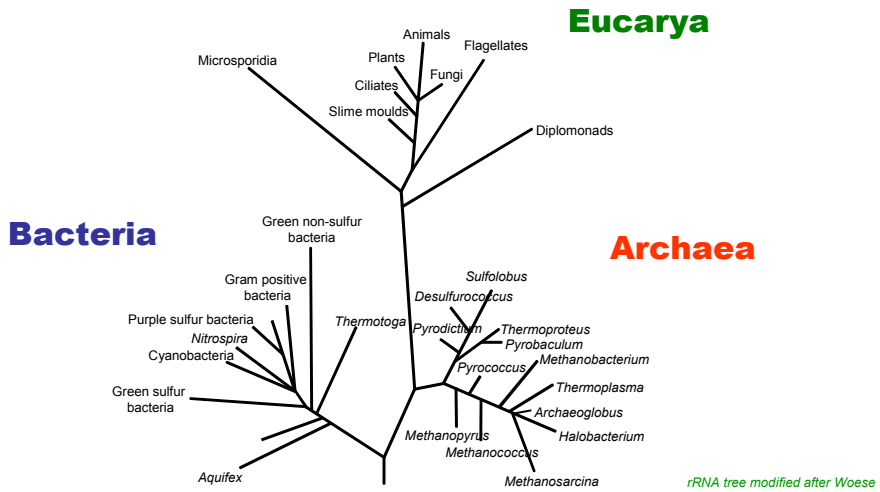 Eucarya
Animals
Flagellates
Plants
Microsporidia
Fungi
Ciliates
Slime moulds
Diplomonads
Bacteria
Green non-sulfur
bacteria
Archaea
Gram positive
bacteria
Purple sulfur bacteria
Nitrospira
Cyanobacteria
Thermotoga
Green sulfur
bacteria
Aquifex
Sulfolobus
Desulfurococcus
Pyrodictium
Thermoproteus
Pyrobaculum
Methanobacterium
Pyrococcus
Thermoplasma
Archaeoglobus
Halobacterium
Methanopyrus
Methanococcus
Methanosarcina
rRNA tree modified after Woese